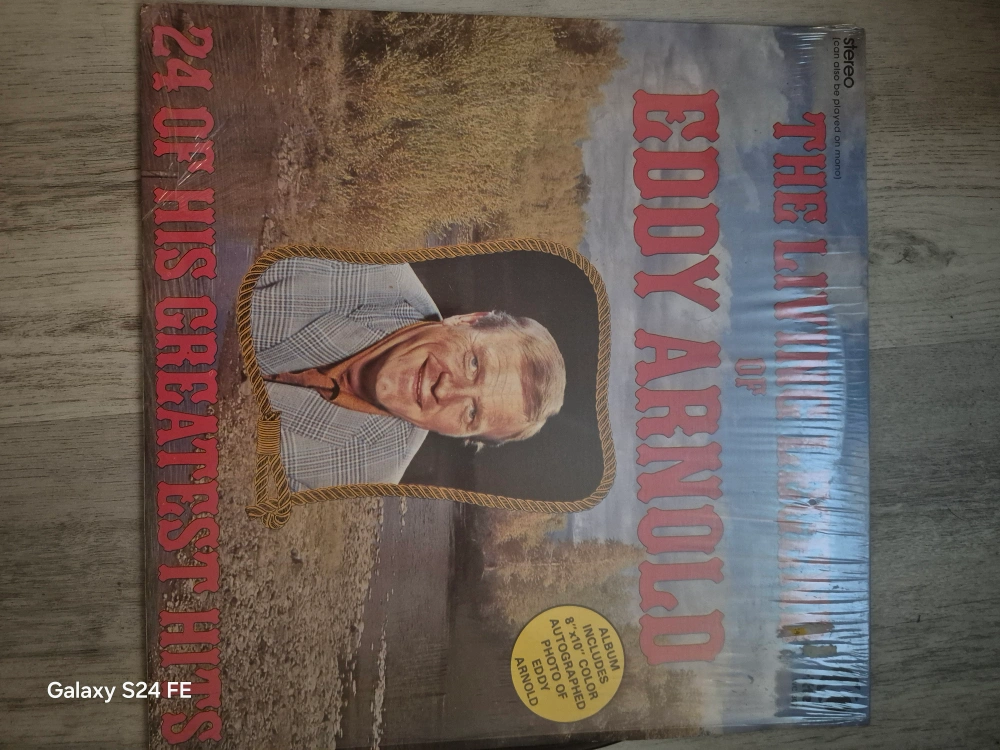 stereo
(can also be played on mono)
THE LIVING LEGEND
OF
EDDY ARNOLD
ALBUM
INCLUDES
8"x10" COLOR
AUTOGRAPHED
PHOTO OF
EDDY
ARNOLD
24 OF HIS GREATEST HITS
Galaxy S24 FE